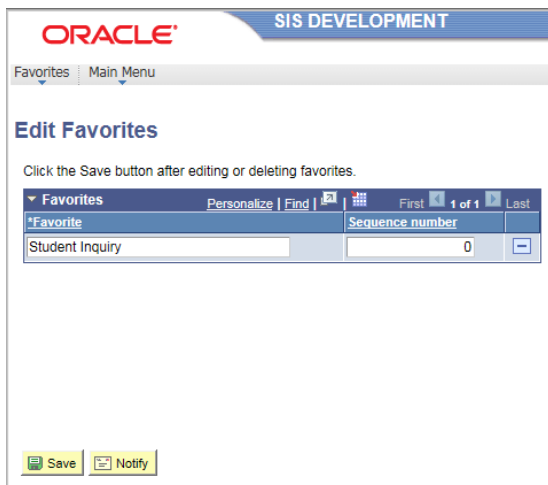 ORACLE'
SIS DEVELOPMENT
Favorites Main Menu
Edit Favorites
Click the Save button after editing or deleting favorites.
Favorites Personalize | Find | | First 1 of 1 Last
*Favorite Sequence number
Student Inquiry 0
Save Notify